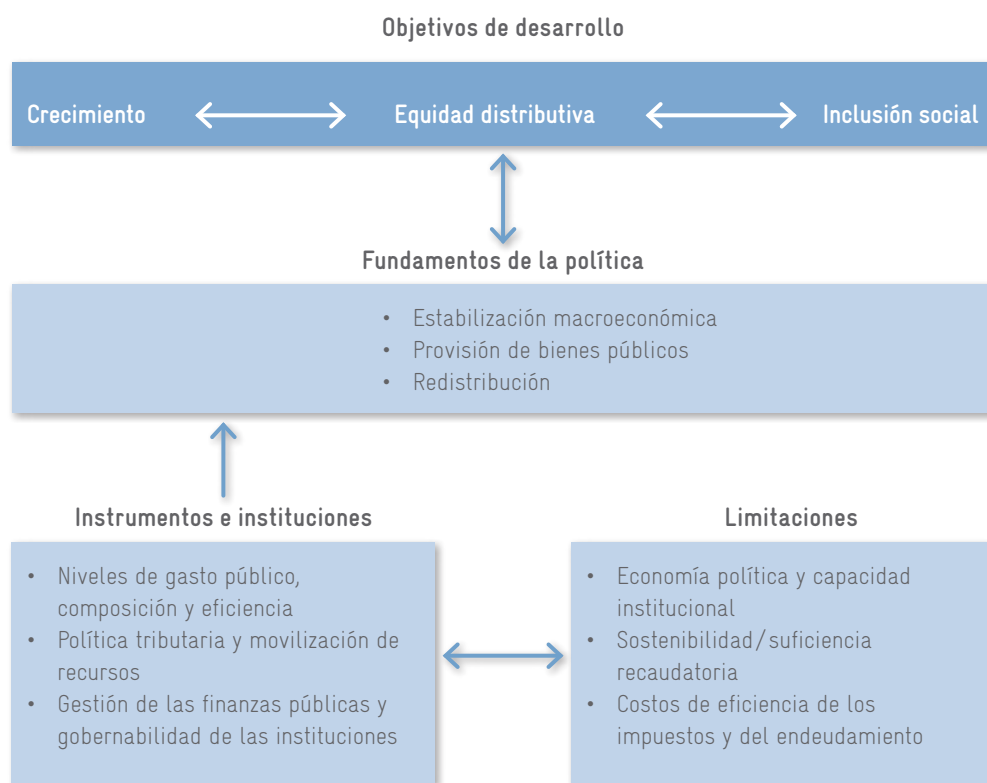 Objetivos de desarrollo
Crecimiento Equidad distributiva Inclusión social
Fundamentos de la política
• Estabilización macroeconómica
• Provisión de bienes públicos
• Redistribución
Instrumentos e instituciones
• Niveles de gasto público,
composición y eficiencia
• Política tributaria y movilización de
recursos
• Gestión de las finanzas públicas y
gobernabilidad de las instituciones
Limitaciones
• Economía política y capacidad
institucional
• Sostenibilidad/suficiencia
recaudatoria
• Costos de eficiencia de los
impuestos y del endeudamiento